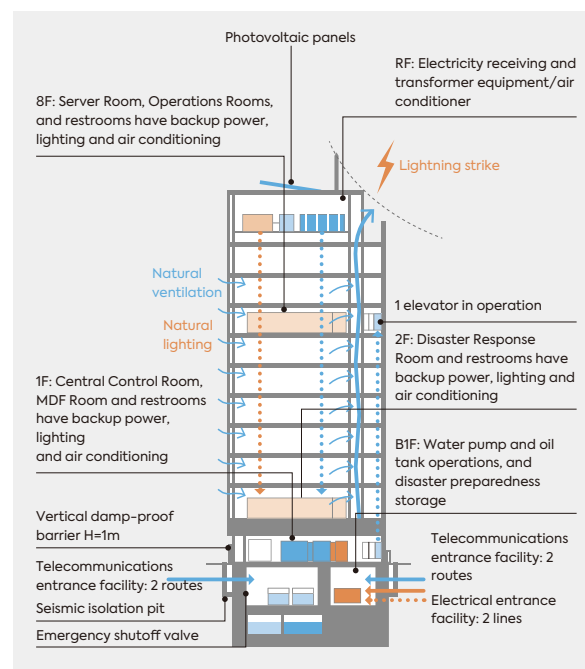 Photovoltaic panels
RF: Electricity receiving and
transformer equipment/air
conditioner
8F: Server Room, Operations Rooms,
and restrooms have backup power,
lighting and air conditioning
Lightning strike
Natural
ventilation
Natural
lighting
1 elevator in operation
2F: Disaster Response
Room and restrooms have
backup power, lighting and
air conditioning
1F: Central Control Room,
MDF Room and restrooms
have backup power,
lighting
and air conditioning
B1F: Water pump and oil
tank operations, and
disaster preparedness
storage
Vertical damp-proof
barrier H=1m
Telecommunications
entrance facility: 2 routes
Seismic isolation pit
Emergency shutoff valve
Telecommunications
entrance facility: 2
routes
Electrical entrance
facility: 2 lines